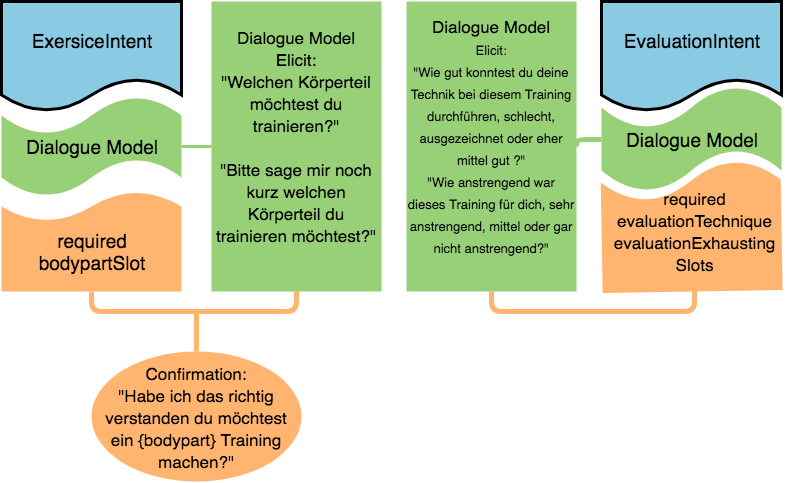 ExersiceIntent
Dialogue Model
required
bodypartSlot
Dialogue Model
Elicit:
"Welchen Körperteil
möchtest du
trainieren?"
"Bitte sage mir noch
kurz welchen
Körperteil du
trainieren möchtest?"
Confirmation:
"Habe ich das richtig
verstanden du möchtest
ein {bodypart} Training
machen?"
Dialogue Model
Elicit:
"Wie gut konntest du deine
Technik bei diesem Training
durchführen, schlecht,
ausgezeichnet oder eher
mittel gut ?"
"Wie anstrengend war
dieses Training für dich, sehr
anstrengend, mittel oder gar
nicht anstrengend?"
EvaluationIntent
Dialogue Model
required
evaluationTechnique
evaluationExhausting
Slots